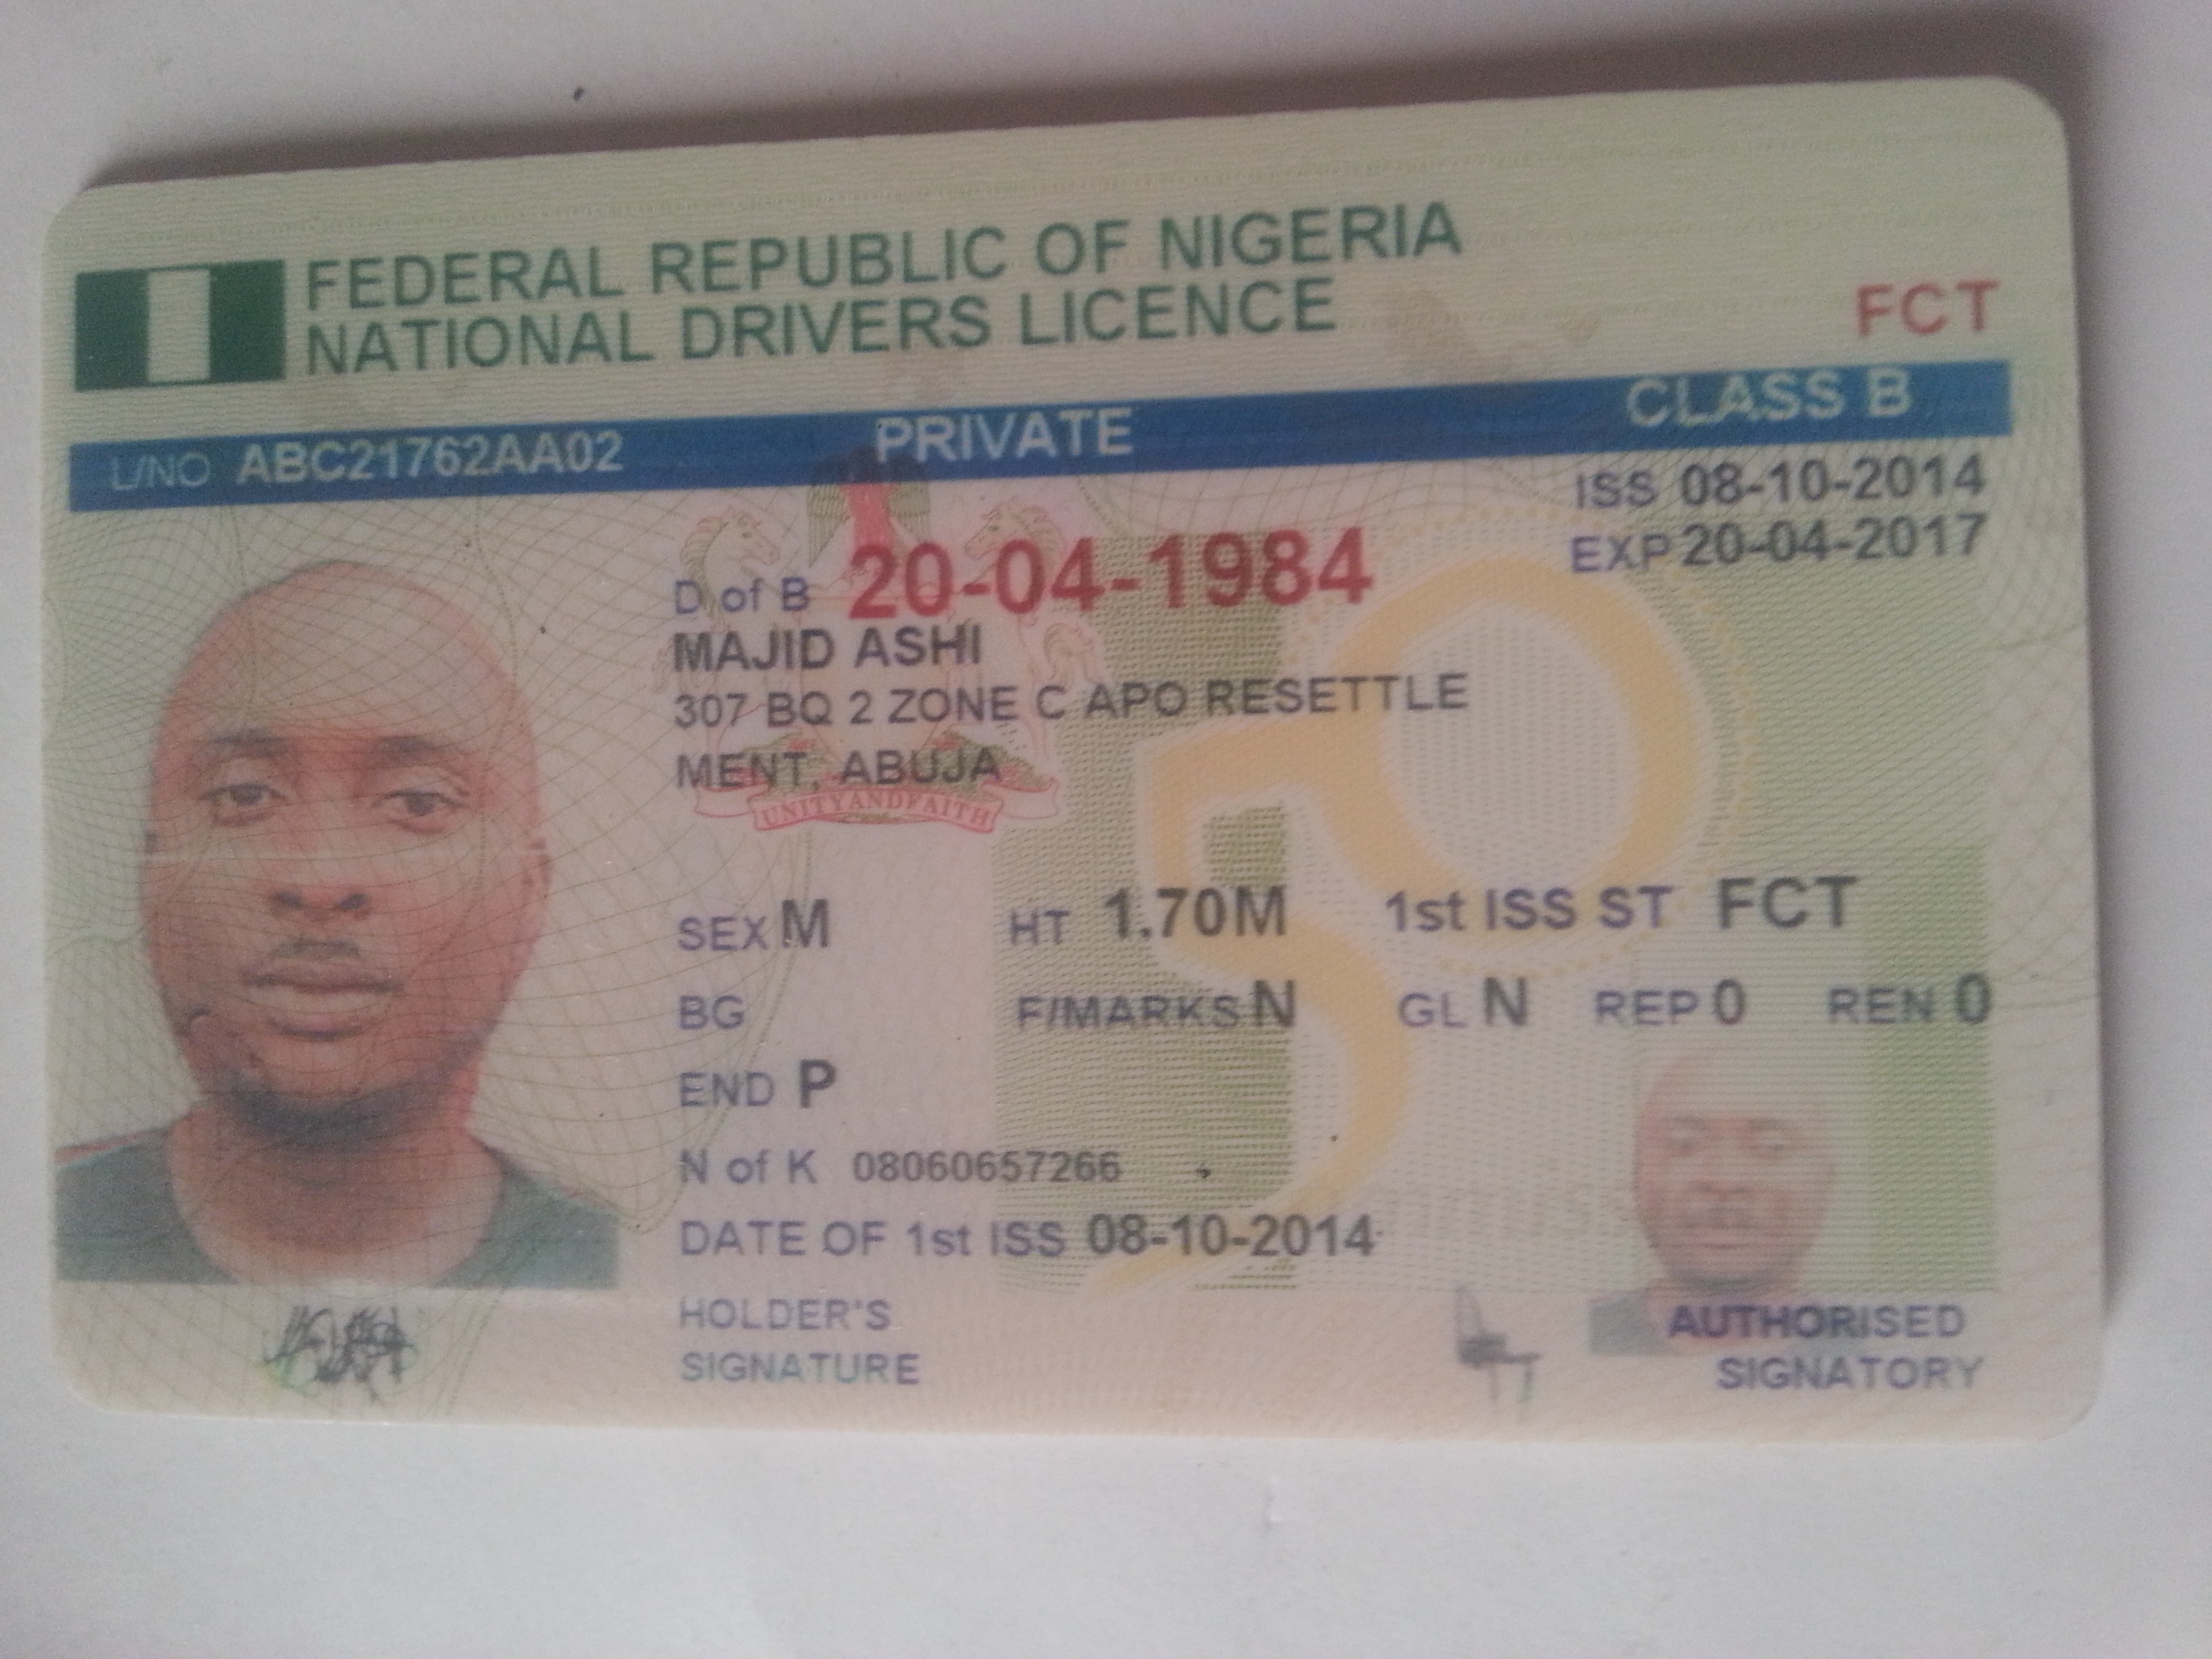 FEDERAL REPUBLIC OF NIGERIA
NATIONAL DRIVERS LICENCE
FCT
L/NO ABC21762AA02 PRIVATE CLASS B
ISS 08-10-2014
EXP 20-04-2017
D of B 20-04-1984
MAJID ASHI
307 BQ 2 ZONE C APO RESETTLE
MENT, ABUJA
UNITY AND FAITH
SEX M HT 1.70M 1st ISS ST FCT
BG F/MARKS N GL N REP 0 REN 0
END P
N of K 08060657266
DATE OF 1st ISS 08-10-2014
HOLDER'S
SIGNATURE
AUTHORISED
SIGNATORY